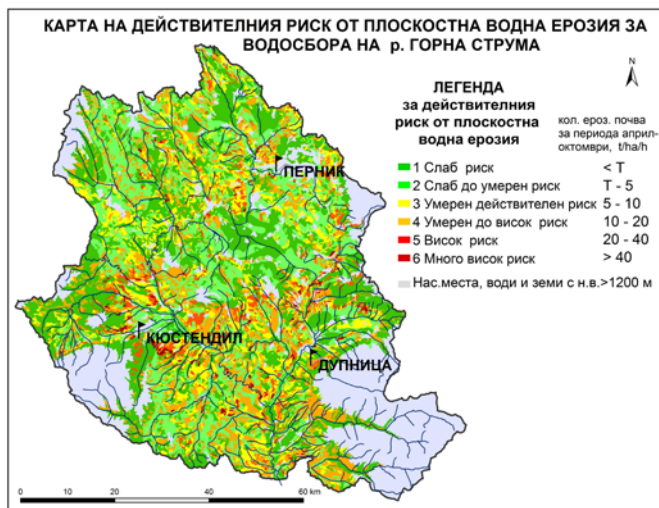 КАРТА НА ДЕЙСТВИТЕЛНИЯ РИСК ОТ ПЛОСКОСТНА ВОДНА ЕРОЗИЯ ЗА
ВОДОСБОРА НА р. ГОРНА СТРУМА
N
ЛЕГЕНДА
за действителния
риск от плоскостна
водна ерозия
кол. ероз. почва
за периода април-
октомври, t/ha/h
1 Слаб риск < T
2 Слаб до умерен риск T - 5
3 Умерен действителен риск 5 - 10
4 Умерен до висок риск 10 - 20
5 Висок риск 20 - 40
6 Много висок риск > 40
Нас.места, води и земи с н.в.>1200 м
ПЕРНИК
КЮСТЕНДИЛ
ДУПНИЦА
0 10 20 40 60 km